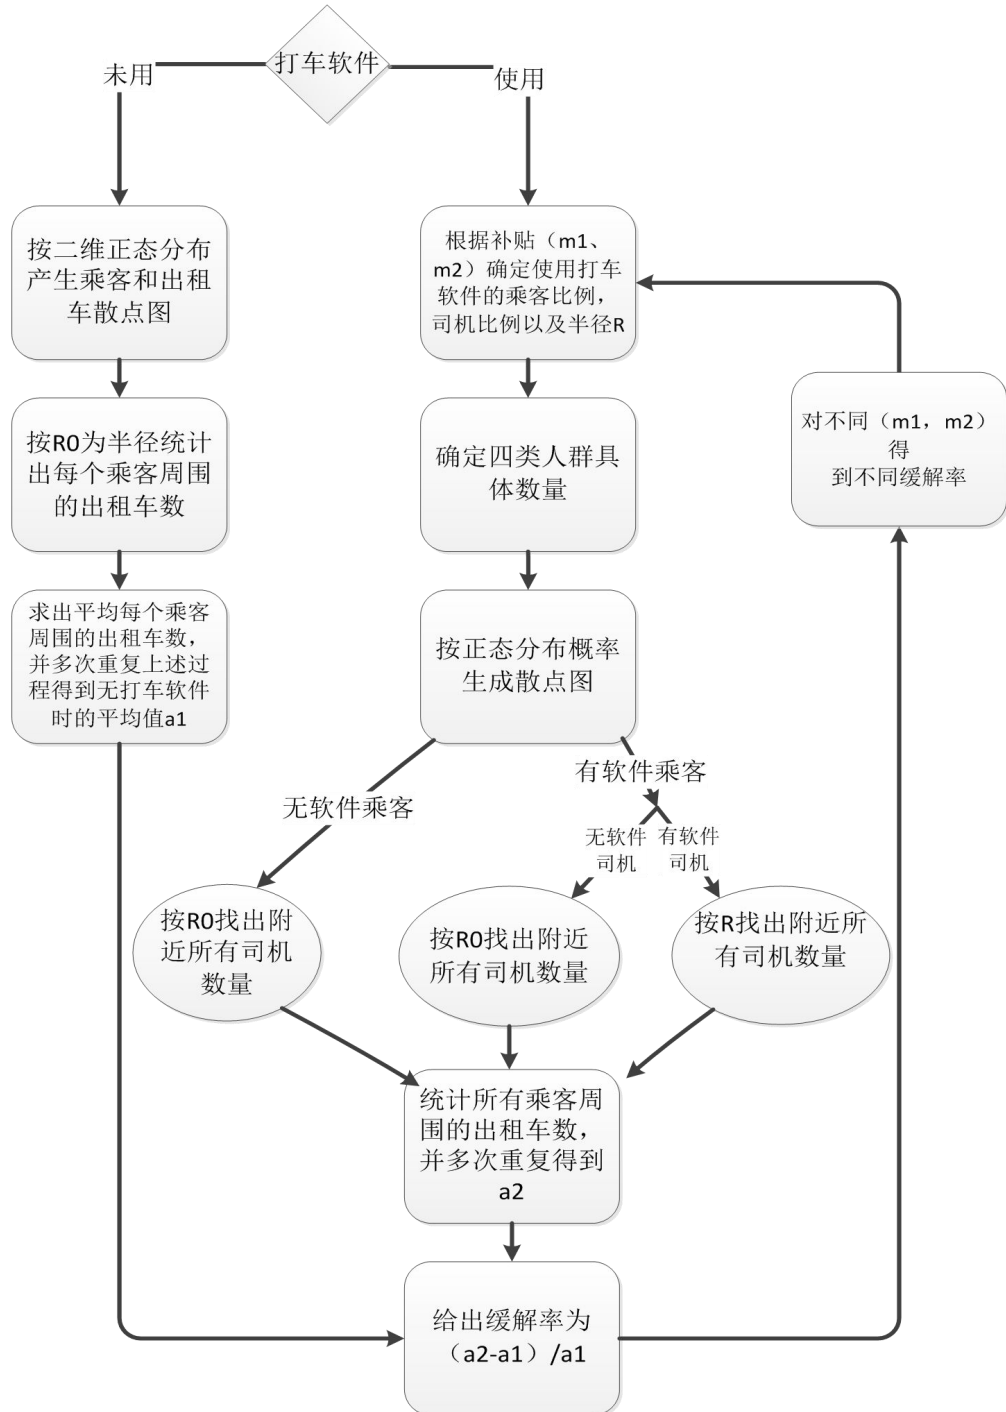 打车软件
未用
使用
按二维正态分布
产生乘客和出租
车散点图
根据补贴（m1、
m2）确定使用打车
软件的乘客比例，
司机比例以及半径R
按R0为半径统计
出每个乘客周围
的出租车数
确定四类人群具
体数量
对不同（m1，m2）
得
到不同缓解率
求出平均每个乘客
周围的出租车数，
并多次重复上述过
程得到无打车软件
时的平均值a1
按正态分布概率
生成散点图
无软件乘客
有软件乘客
无软件
司机
有软件
司机
按R0找出附
近所有司机
数量
按R0找出附近
所有司机数量
按R找出附近所
有司机数量
统计所有乘客周
围的出租车数，
并多次重复得到
a2
给出缓解率为
（a2-a1）/a1